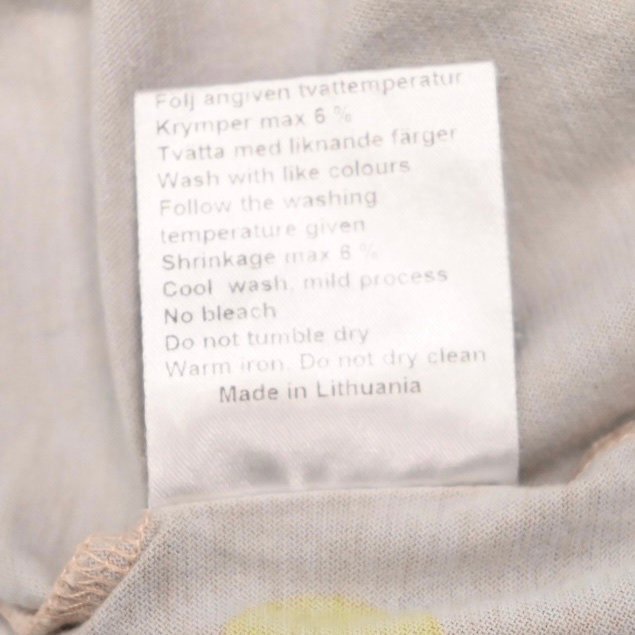 Följ angiven tvättemperatur
Krymper max 6 %
Tvätta med liknande färger
Wash with like colours
Follow the washing
temperature given
Shrinkage max 6 %
Cool wash, mild process
No bleach
Do not tumble dry
Warm iron. Do not dry clean
Made in Lithuania